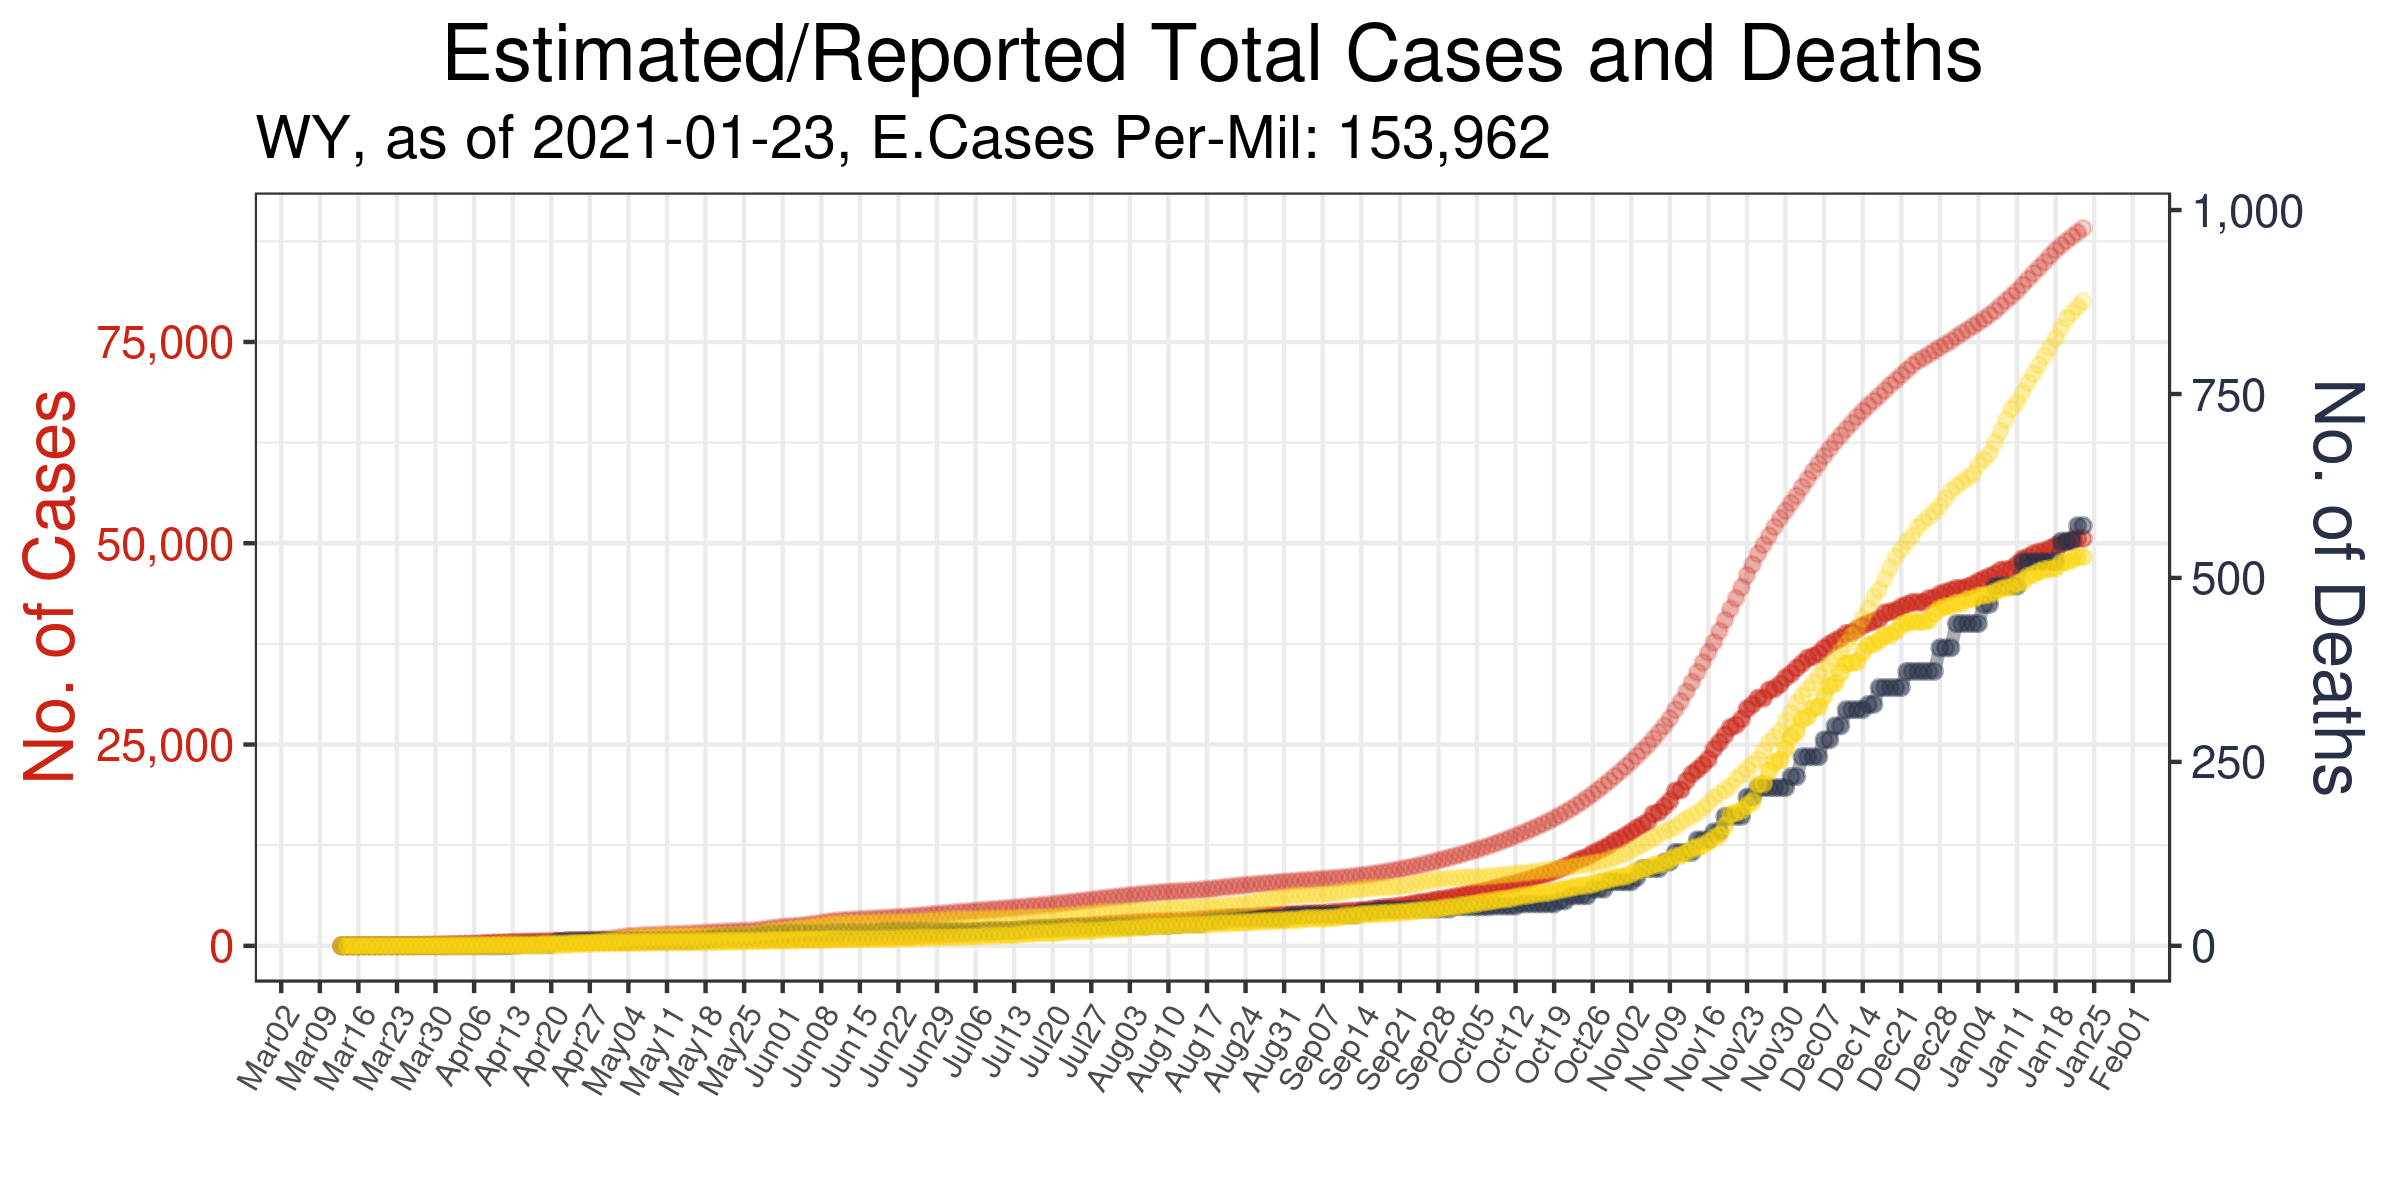 Estimated/Reported Total Cases and Deaths
WY, as of 2021-01-23, E.Cases Per-Mil: 153,962
No. of Cases
75,000
50,000
25,000
0
1,000
750
500
250
0
No. of Deaths
Mar02
Mar09
Mar16
Mar23
Mar30
Apr06
Apr13
Apr20
Apr27
May04
May11
May18
May25
Jun01
Jun08
Jun15
Jun22
Jun29
Jul06
Jul13
Jul20
Jul27
Aug03
Aug10
Aug17
Aug24
Aug31
Sep07
Sep14
Sep21
Sep28
Oct05
Oct12
Oct19
Oct26
Nov02
Nov09
Nov16
Nov23
Nov30
Dec07
Dec14
Dec21
Dec28
Jan04
Jan11
Jan18
Jan25
Feb01